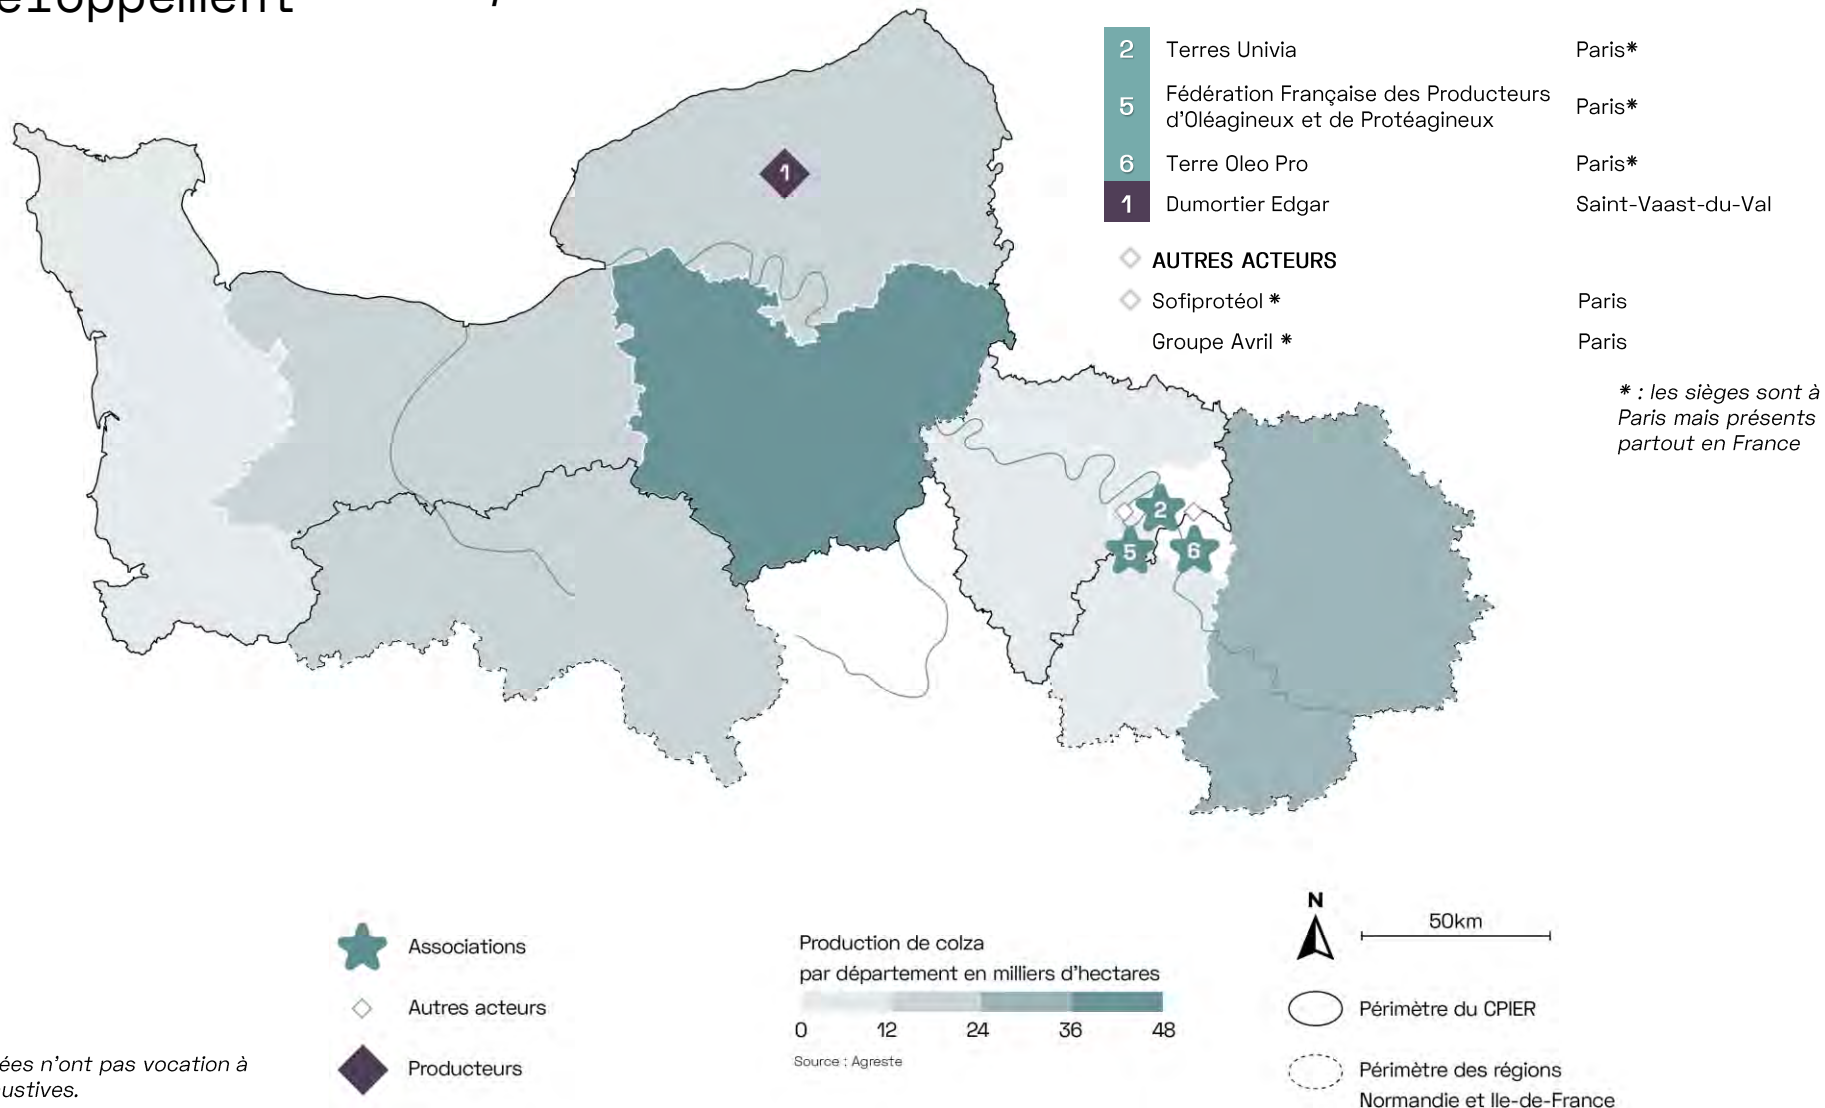 2 Terres Univia Paris*
5 Fédération Française des Producteurs
d'Oléagineux et de Protéagineux Paris*
6 Terre Oleo Pro Paris*
1 Dumortier Edgar Saint-Vaast-du-Val
AUTRES ACTEURS
Sofiprotéol * Paris
Groupe Avril * Paris
* : les sièges sont à
Paris mais présents
partout en France
1
2
5
6
Associations
Autres acteurs
Producteurs
Production de colza
par département en milliers d'hectares
0 12 24 36 48
Source : Agreste
N
50km
Périmètre du CPIER
Périmètre des régions
Normandie et Ile-de-France
n'ont pas vocation à